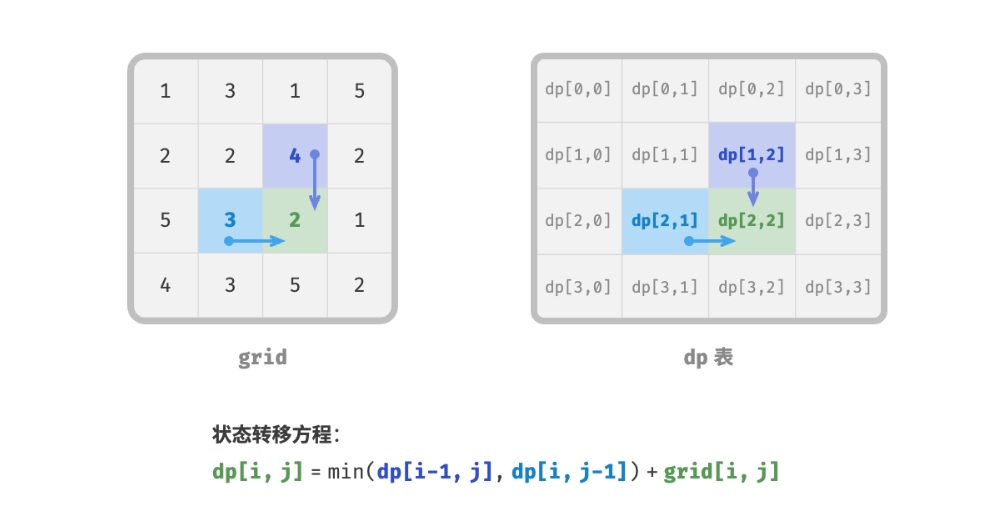 1 3 1 5
2 2 4 2
5 3 2 1
4 3 5 2
grid
dp[0,0] dp[0,1] dp[0,2] dp[0,3]
dp[1,0] dp[1,1] dp[1,2] dp[1,3]
dp[2,0] dp[2,1] dp[2,2] dp[2,3]
dp[3,0] dp[3,1] dp[3,2] dp[3,3]
dp 表
状态转移方程：
dp[i, j] = min(dp[i-1, j], dp[i, j-1]) + grid[i, j]